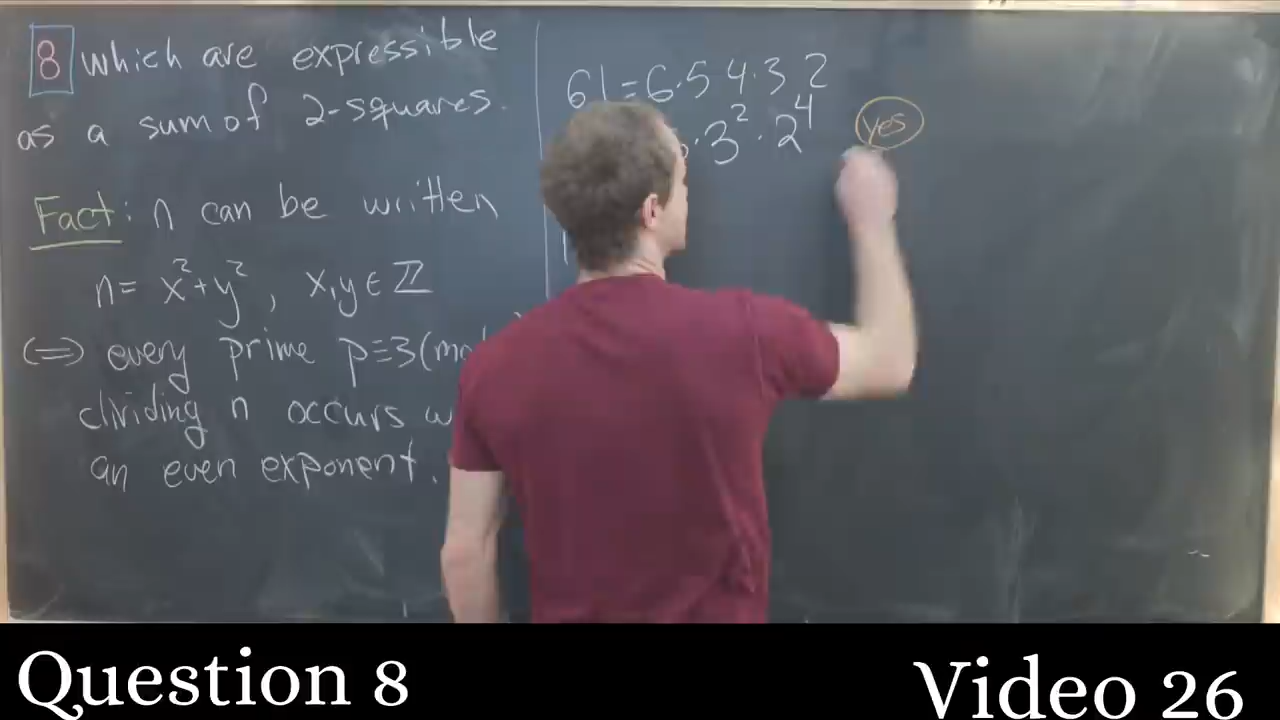 8 which are expressible
as a sum of 2-squares.
Fact: n can be written
n = x² + y² , x,y ∈ ℤ
⟺ every prime p≡3(mo
dividing n occurs w
an even exponent.
6!=6·5·4·3·2
·3²·2⁴
yes
Question 8
Video 26